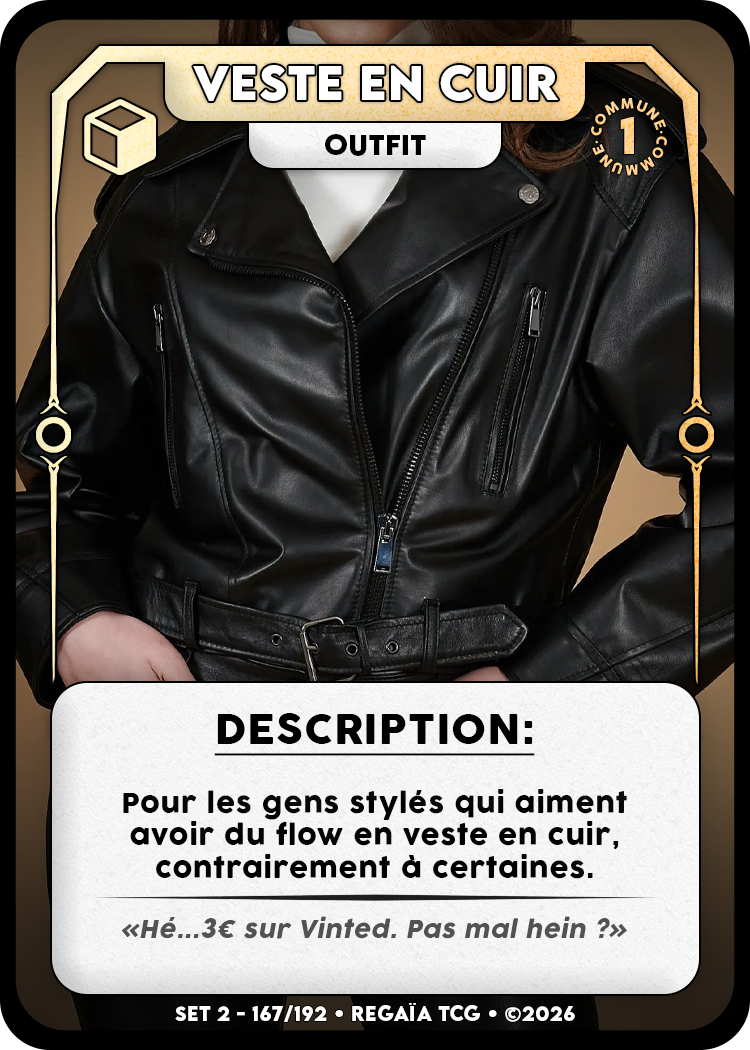 VESTE EN CUIR
OUTFIT
COMMUNE·COMMUNE·
1
DESCRIPTION:
Pour les gens stylés qui aiment
avoir du flow en veste en cuir,
contrairement à certaines.
«Hé...3€ sur Vinted. Pas mal hein ?»
SET 2 - 167/192 • REGAÏA TCG • ©2026